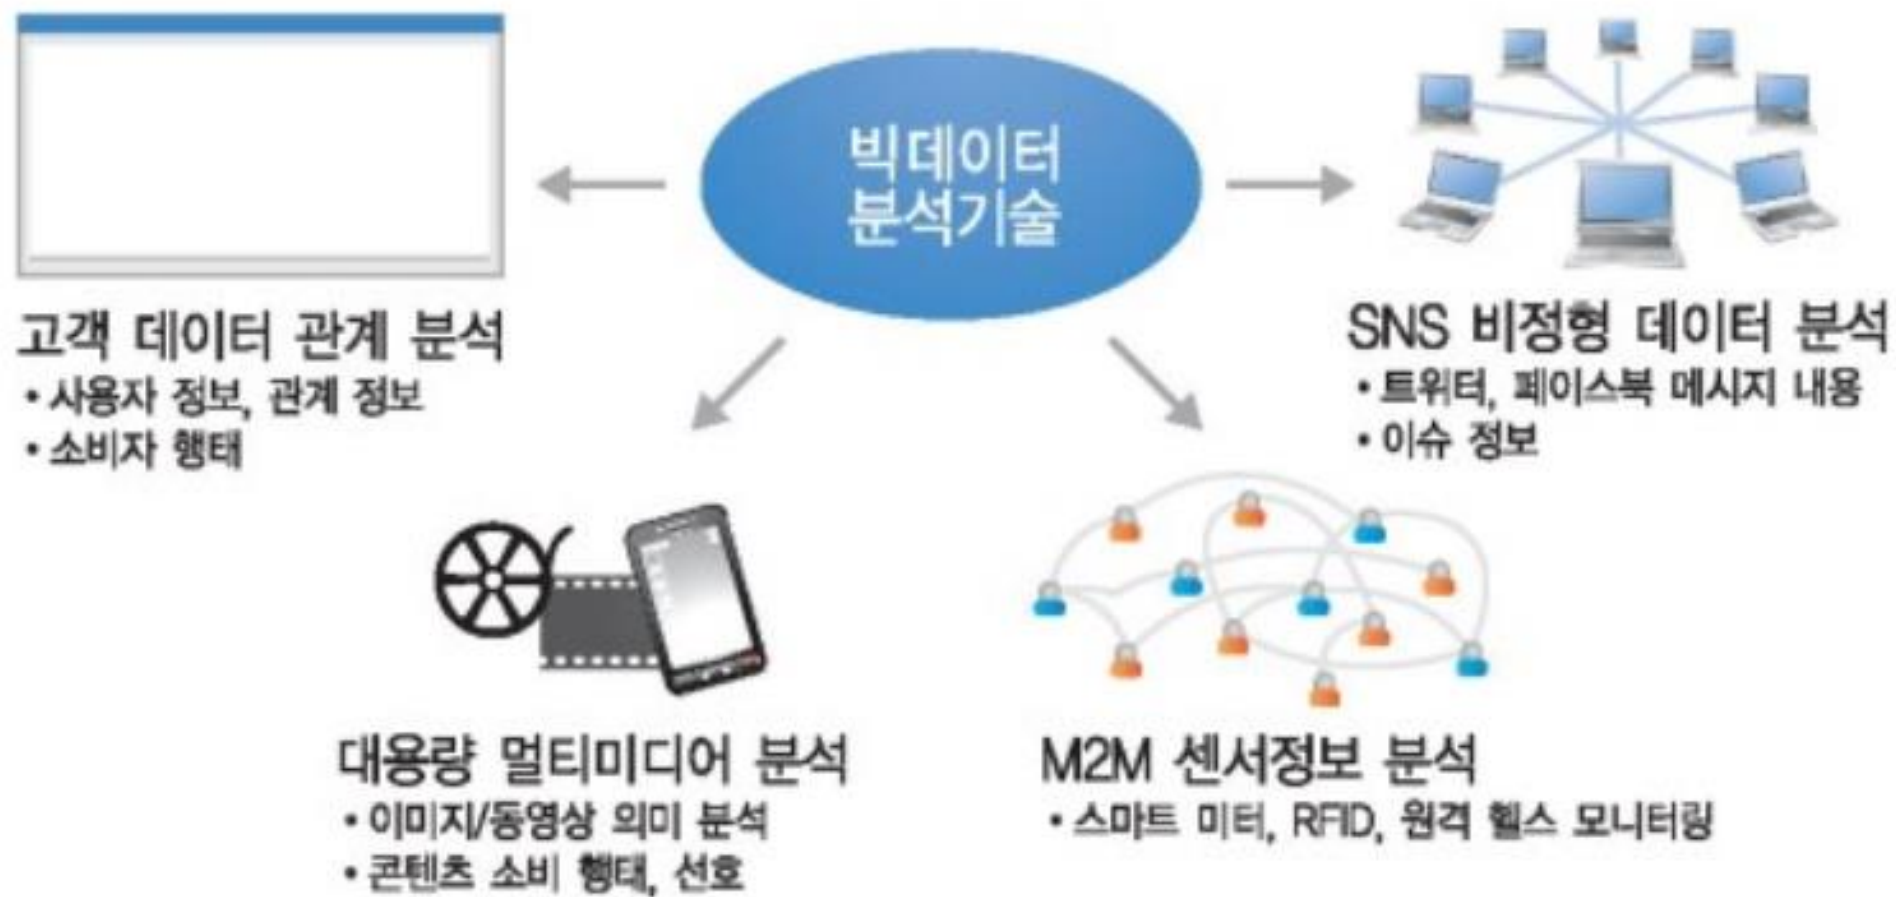 빅데이터
분석기술
고객 데이터 관계 분석
• 사용자 정보, 관계 정보
• 소비자 행태
SNS 비정형 데이터 분석
• 트위터, 페이스북 메시지 내용
• 이슈 정보
대용량 멀티미디어 분석
• 이미지/동영상 의미 분석
• 콘텐츠 소비 행태, 선호
M2M 센서정보 분석
• 스마트 미터, RFID, 원격 헬스 모니터링